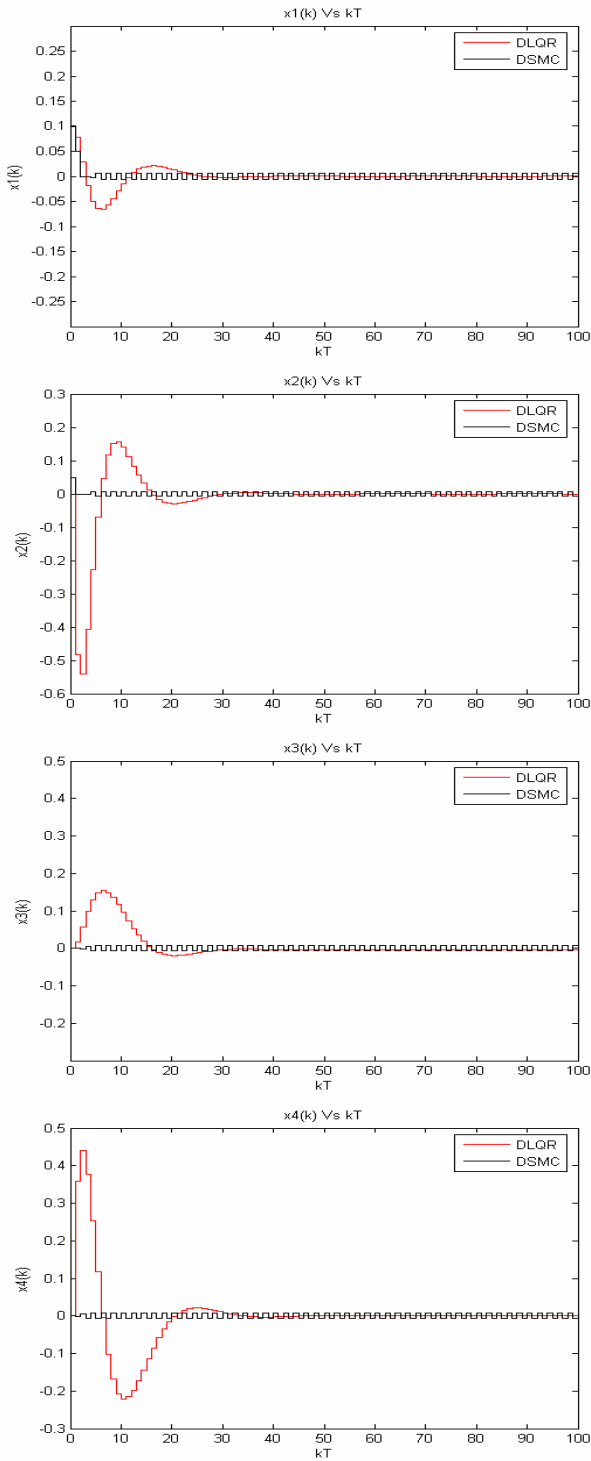 x1(k) Vs kT
DLQR
DSMC
x1(k)
0.25
0.2
0.15
0.1
0.05
0
-0.05
-0.1
-0.15
-0.2
-0.25
0 10 20 30 40 50 60 70 80 90 100
kT
x2(k) Vs kT
DLQR
DSMC
x2(k)
0.3
0.2
0.1
0
-0.1
-0.2
-0.3
-0.4
-0.5
-0.6
0 10 20 30 40 50 60 70 80 90 100
kT
x3(k) Vs kT
DLQR
DSMC
x3(k)
0.5
0.4
0.3
0.2
0.1
0
-0.1
-0.2
0 10 20 30 40 50 60 70 80 90 100
kT
x4(k) Vs kT
DLQR
DSMC
x4(k)
0.5
0.4
0.3
0.2
0.1
0
-0.1
-0.2
-0.3
0 10 20 30 40 50 60 70 80 90 100
kT